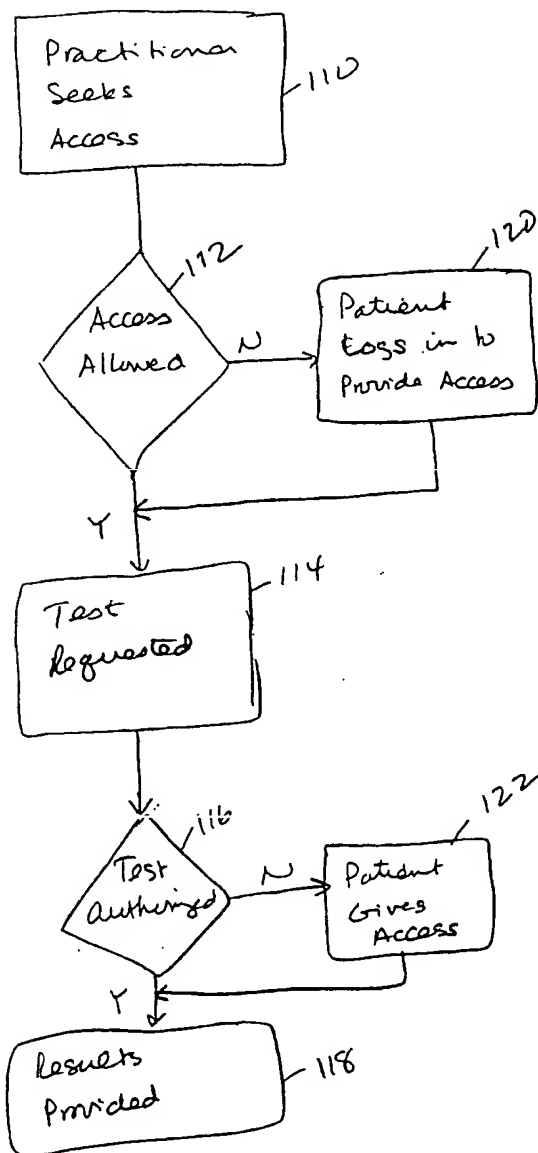 Practitioner
Seeks
Access
110
112
Access
Allowed
N
120
Patient
Logs in to
Provide Access
Y
114
Test
Requested
116
Test
Authorized
N
122
Patient
Gives
Access
Y
Results
Provided
118